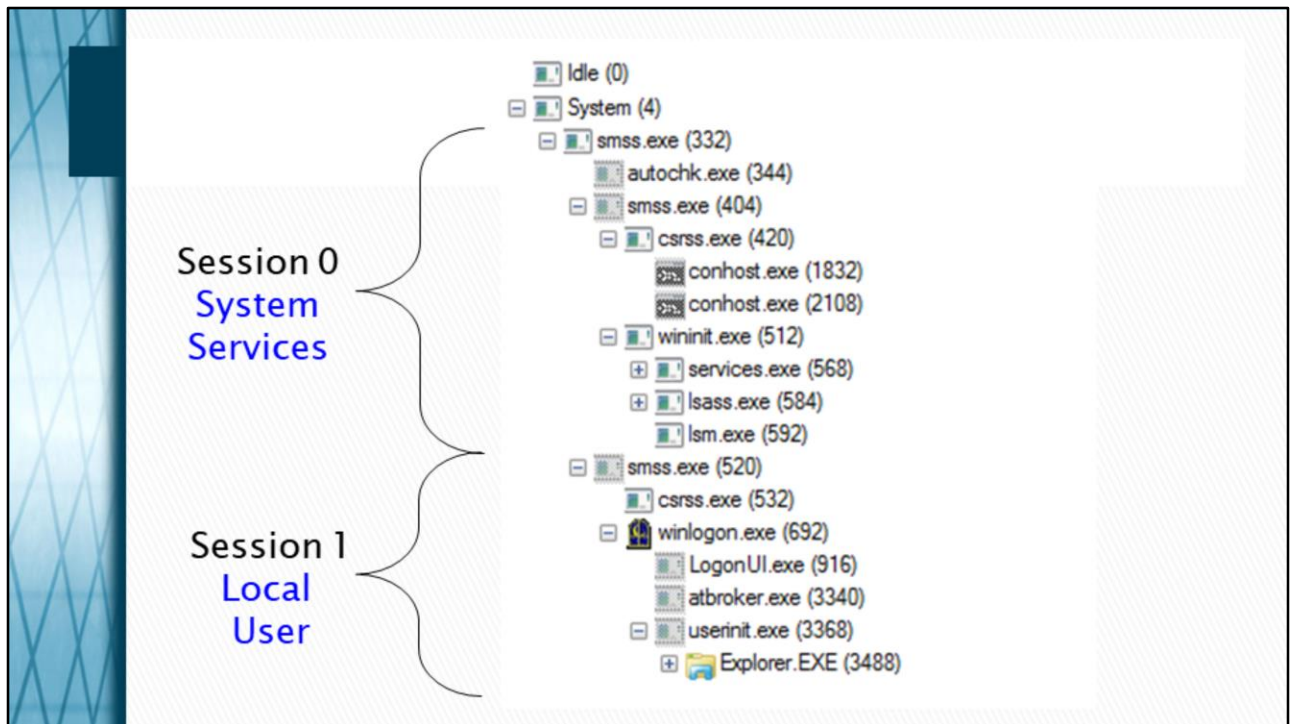 Idle (0)
System (4)
smss.exe (332)
autochk.exe (344)
smss.exe (404)
csrss.exe (420)
conhost.exe (1832)
conhost.exe (2108)
wininit.exe (512)
services.exe (568)
lsass.exe (584)
lsm.exe (592)
smss.exe (520)
csrss.exe (532)
winlogon.exe (692)
LogonUI.exe (916)
atbroker.exe (3340)
userinit.exe (3368)
Explorer.EXE (3488)
Session 0
System
Services
Session 1
Local
User